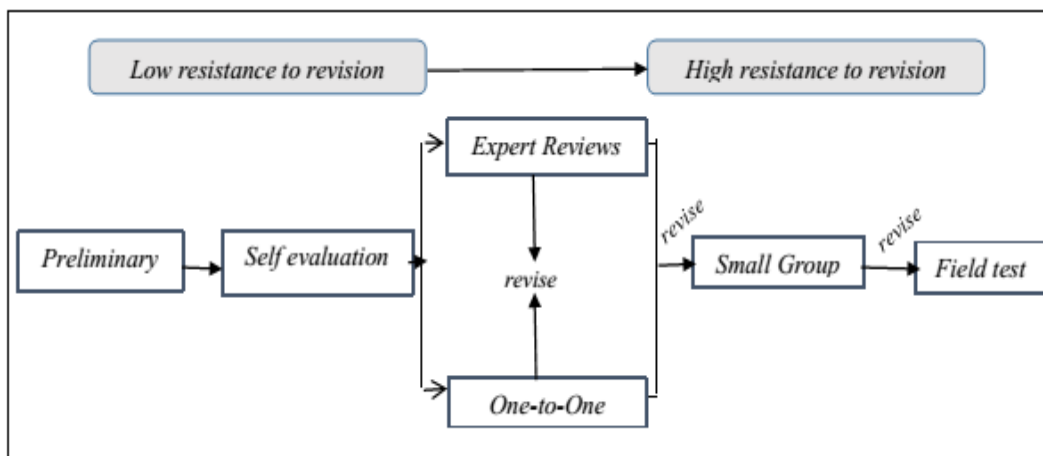 Low resistance to revision
High resistance to revision
Expert Reviews
Preliminary
Self evaluation
revise
revise
Small Group
revise
Field test
One-to-One